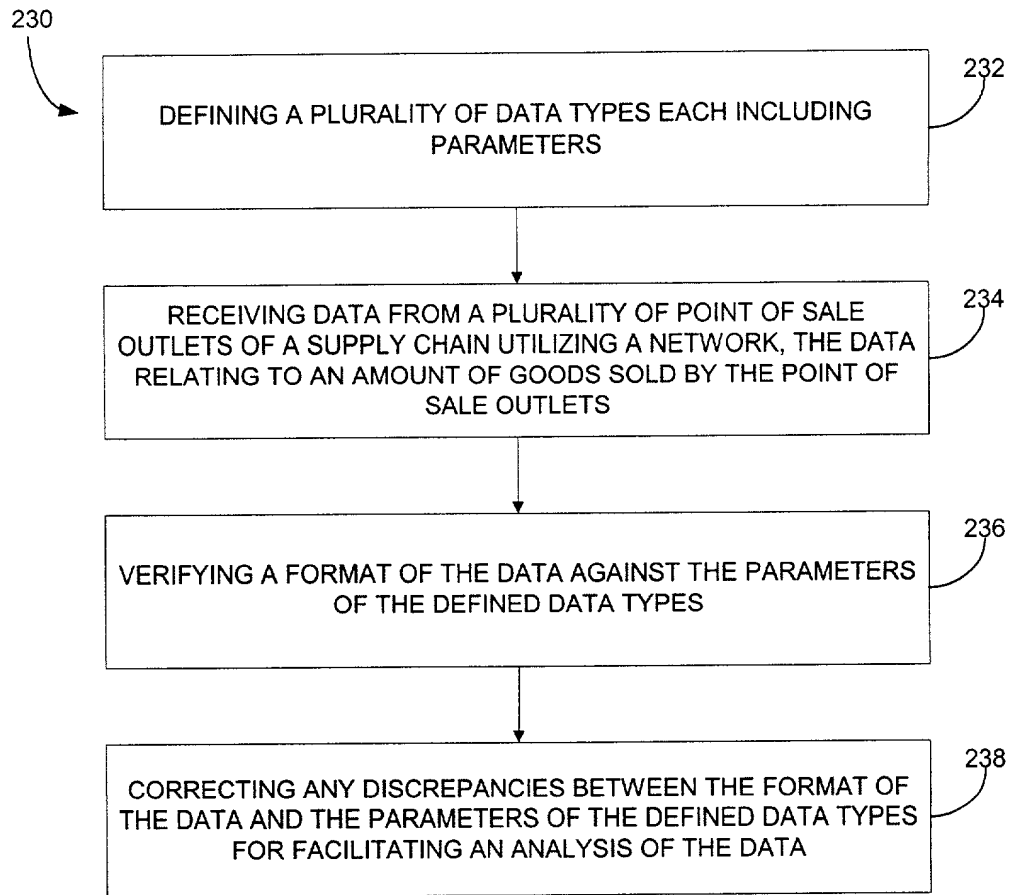 230
232
DEFINING A PLURALITY OF DATA TYPES EACH INCLUDING
PARAMETERS
234
RECEIVING DATA FROM A PLURALITY OF POINT OF SALE
OUTLETS OF A SUPPLY CHAIN UTILIZING A NETWORK, THE DATA
RELATING TO AN AMOUNT OF GOODS SOLD BY THE POINT OF
SALE OUTLETS
236
VERIFYING A FORMAT OF THE DATA AGAINST THE PARAMETERS
OF THE DEFINED DATA TYPES
238
CORRECTING ANY DISCREPANCIES BETWEEN THE FORMAT OF
THE DATA AND THE PARAMETERS OF THE DEFINED DATA TYPES
FOR FACILITATING AN ANALYSIS OF THE DATA